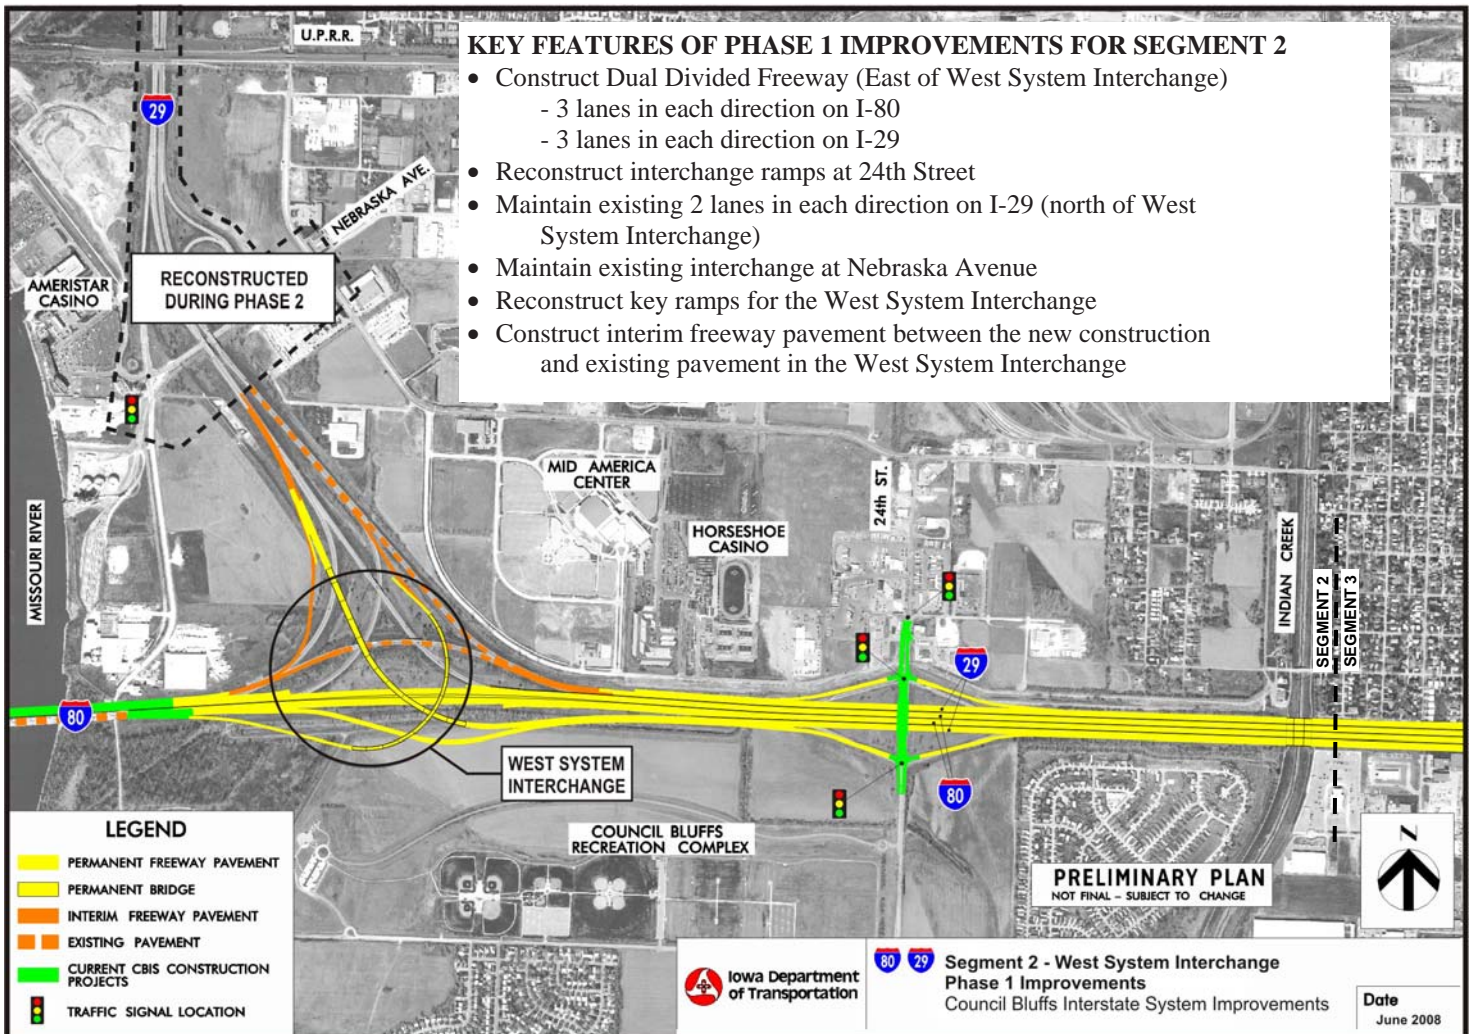 U.P.R.R.
KEY FEATURES OF PHASE 1 IMPROVEMENTS FOR SEGMENT 2
• Construct Dual Divided Freeway (East of West System Interchange)
- 3 lanes in each direction on I-80
- 3 lanes in each direction on I-29
• Reconstruct interchange ramps at 24th Street
• Maintain existing 2 lanes in each direction on I-29 (north of West
System Interchange)
• Maintain existing interchange at Nebraska Avenue
• Reconstruct key ramps for the West System Interchange
• Construct interim freeway pavement between the new construction
and existing pavement in the West System Interchange
29
NEBRASKA AVE.
AMERISTAR
CASINO
RECONSTRUCTED
DURING PHASE 2
MISSOURI RIVER
MID AMERICA
CENTER
HORSESHOE
CASINO
24th ST.
INDIAN CREEK
SEGMENT 2
SEGMENT 3
29
80
80
WEST SYSTEM
INTERCHANGE
COUNCIL BLUFFS
RECREATION COMPLEX
PRELIMINARY PLAN
NOT FINAL – SUBJECT TO CHANGE
N
LEGEND
PERMANENT FREEWAY PAVEMENT
PERMANENT BRIDGE
INTERIM FREEWAY PAVEMENT
EXISTING PAVEMENT
CURRENT CBIS CONSTRUCTION
PROJECTS
TRAFFIC SIGNAL LOCATION
Iowa Department
of Transportation
80 29
Segment 2 - West System Interchange
Phase 1 Improvements
Council Bluffs Interstate System Improvements
Date
June 2008